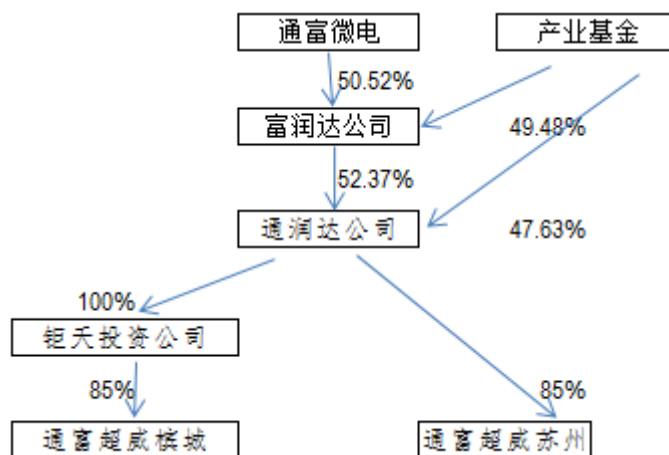 通富微电
产业基金
50.52%
富润达公司
49.48%
52.37%
通润达公司
47.63%
100%
钜天投资公司
85%
85%
通富超威槟城
通富超威苏州